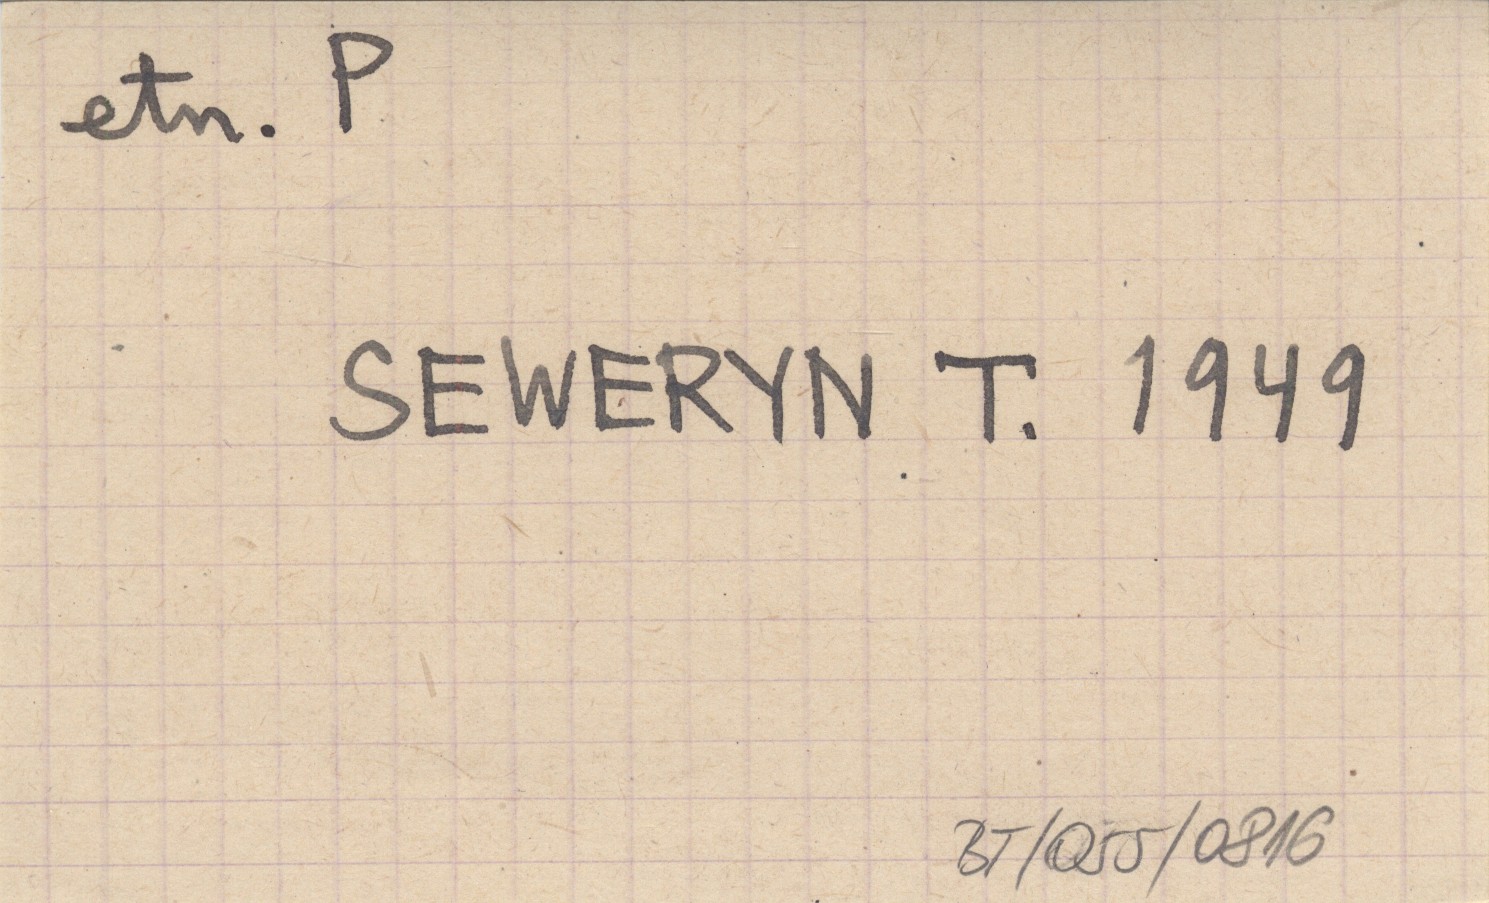 etn. P
SEWERYN T. 1949
BT/Q55/0816